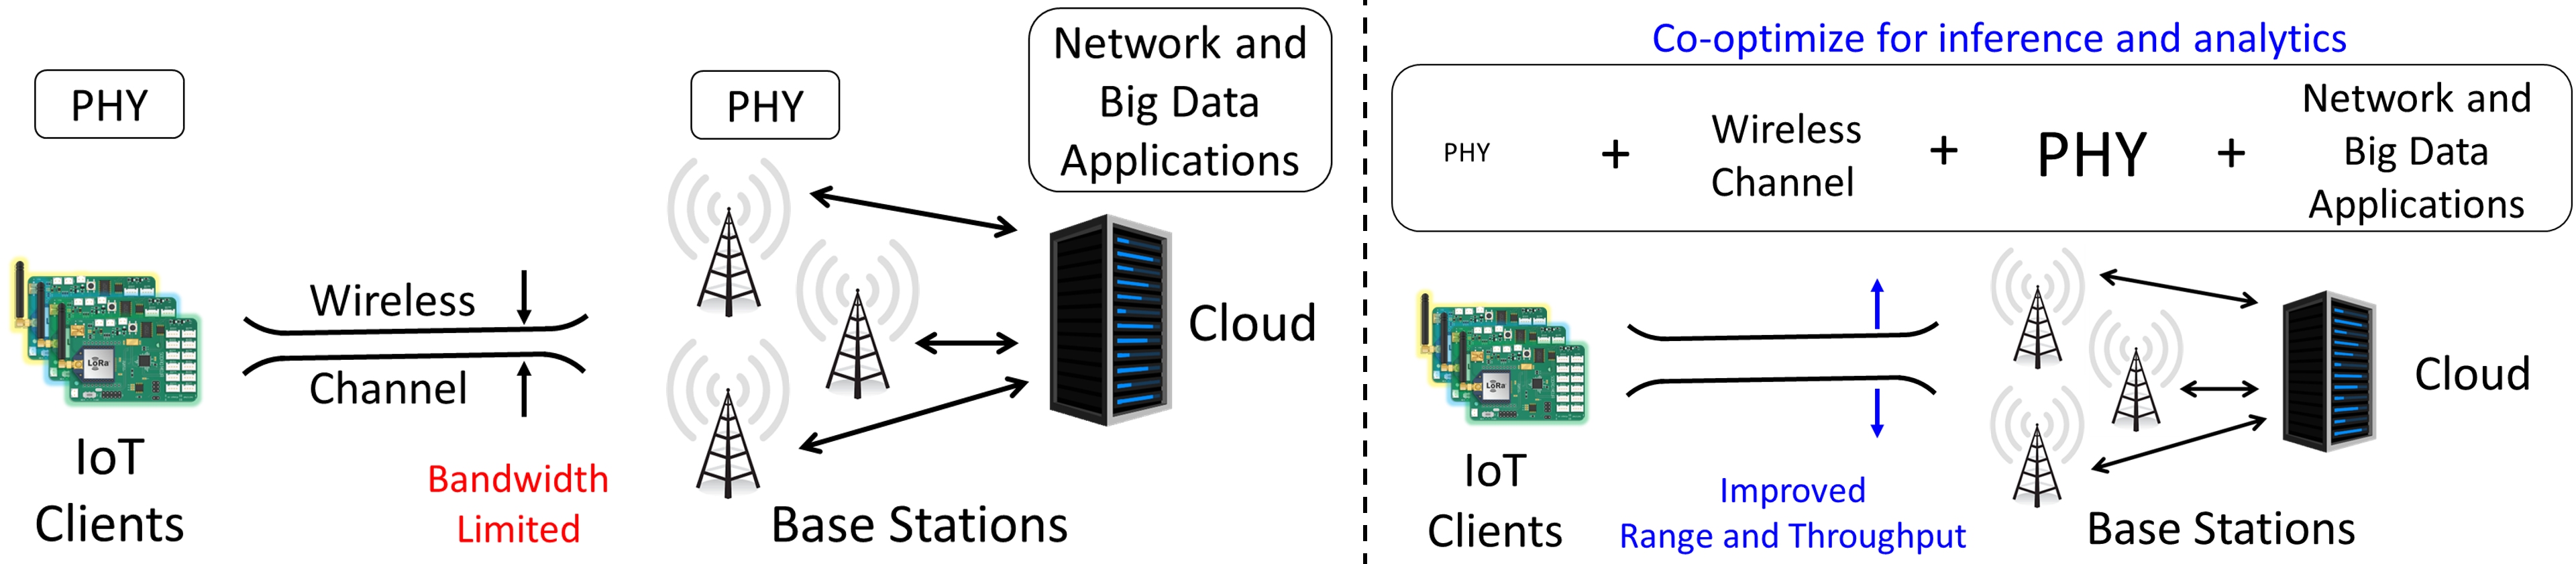 PHY
PHY
Network and
Big Data
Applications
Wireless
Channel
LoRa
IoT
Clients
Bandwidth
Limited
Base Stations
Cloud
Co-optimize for inference and analytics
PHY
+
Wireless
Channel
+
PHY
+
Network and
Big Data
Applications
LoRa
IoT
Clients
Improved
Range and Throughput
Base Stations
Cloud